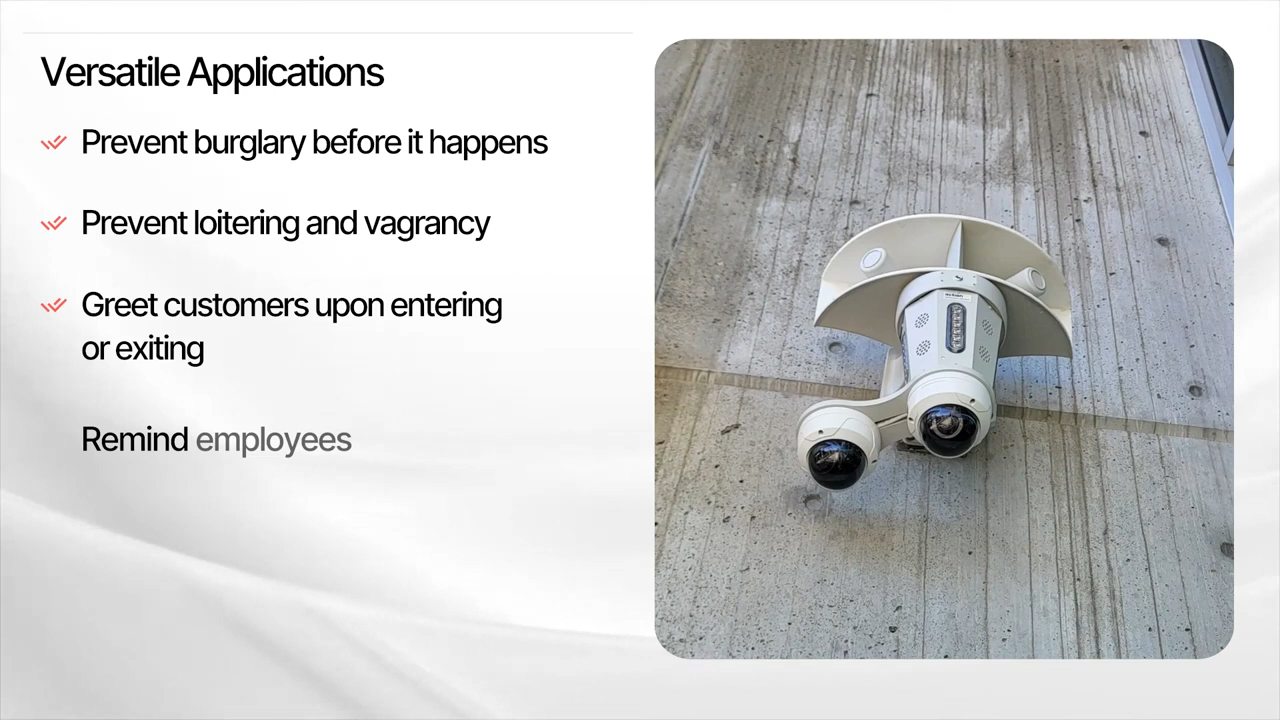 Versatile Applications
Prevent burglary before it happens
Prevent loitering and vagrancy
Greet customers upon entering
or exiting
Remind employees